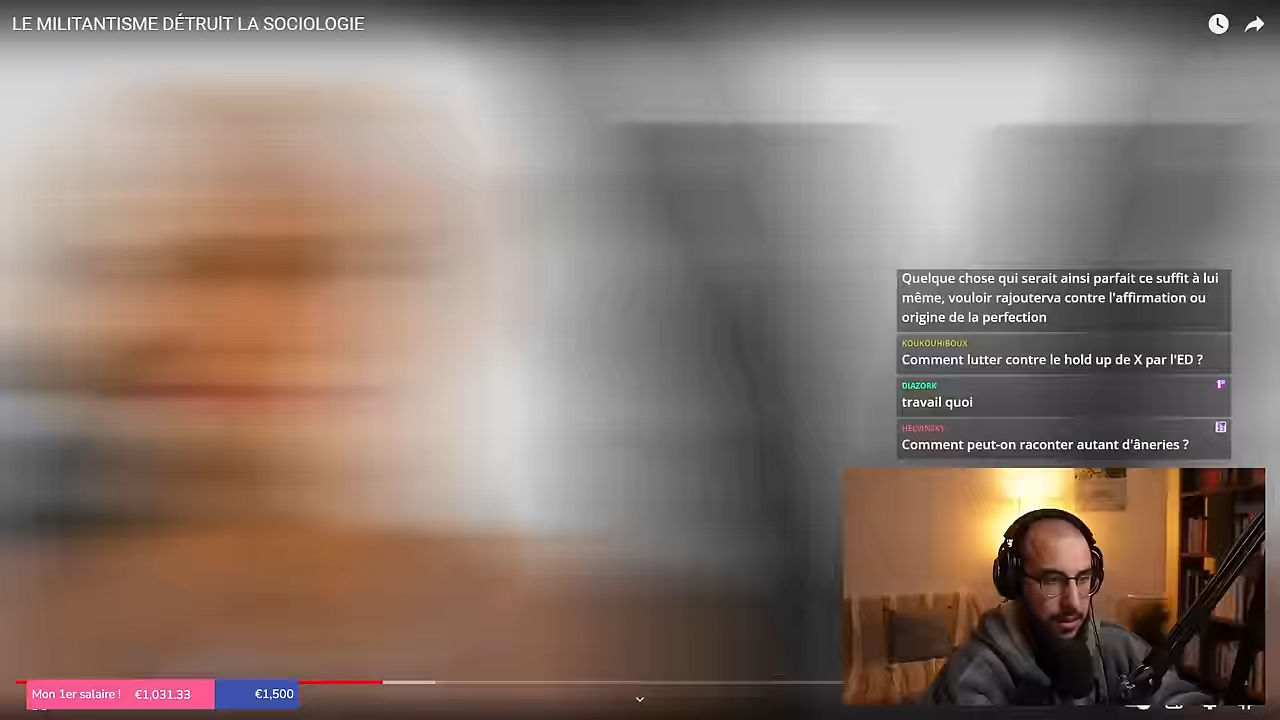 LE MILITANTISME DÉTRUIT LA SOCIOLOGIE
Quelque chose qui serait ainsi parfait ce suffit à lui
même, vouloir rajouterva contre l'affirmation ou
origine de la perfection
KOUKOUHIBOUX
Comment lutter contre le hold up de X par l'ED ?
DIAZORK
travail quoi
HELVINSKY
Comment peut-on raconter autant d'âneries ?
Mon 1er salaire ! €1,031.33 €1,500